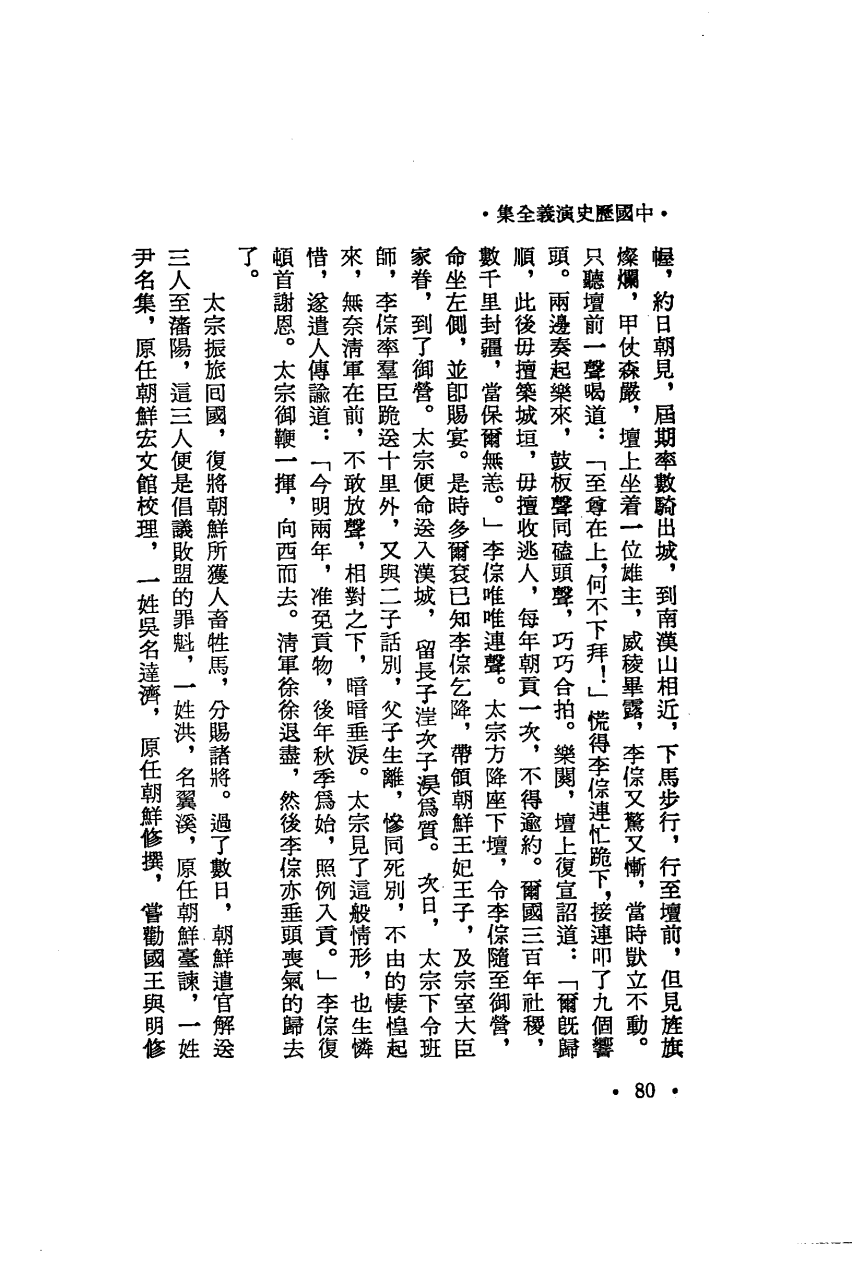 •中國歷史演義全集•
幄，約日朝見，屆期率數騎出城，到南漢山相近，下馬步行，行至壇前，但見旌旗
燦爛，甲仗森嚴，壇上坐着一位雄主，威稜畢露，李倧又驚又慚，當時獃立不動。
只聽壇前一聲喝道：「至尊在上，何不下拜！」慌得李倧連忙跪下，接連叩了九個響
頭。兩邊奏起樂來，鼓板聲同磕頭聲，巧巧合拍。樂闋，壇上復宣詔道：「爾旣歸
順，此後毋擅築城垣，毋擅收逃人，每年朝貢一次，不得逾約。爾國三百年社稷，
數千里封疆，當保爾無恙。」李倧唯唯連聲。太宗方降座下壇，令李倧隨至御營，
命坐左側，並卽賜宴。是時多爾袞已知李倧乞降，帶領朝鮮王妃王子，及宗室大臣
家眷，到了御營。太宗便命送入漢城，留長子溰次子淏爲質。次日，太宗下令班
師，李倧率羣臣跪送十里外，又與二子話別，父子生離，慘同死別，不由的悽惶起
來，無奈淸軍在前，不敢放聲，相對之下，暗暗垂淚。太宗見了這般情形，也生憐
惜，遂遣人傳諭道：「今明兩年，准免貢物，後年秋季爲始，照例入貢。」李倧復
頓首謝恩。太宗御鞭一揮，向西而去。淸軍徐徐退盡，然後李倧亦垂頭喪氣的歸去
了。
太宗振旅囘國，復將朝鮮所獲人畜牲馬，分賜諸將。過了數日，朝鮮遣官解送
三人至瀋陽，這三人便是倡議敗盟的罪魁，一姓洪，名翼溪，原任朝鮮臺諫，一姓
尹名集，原任朝鮮宏文館校理，一姓吳名達濟，原任朝鮮修撰，嘗勸國王與明修
•80•